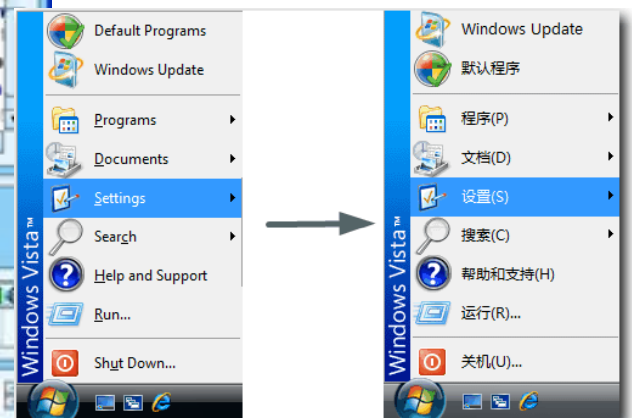 Default Programs
Windows Update
Programs
Documents
Settings
Search
Help and Support
Run...
Shut Down...
Windows Vista™
Windows Update
默认程序
程序(P)
文档(D)
设置(S)
搜索(C)
帮助和支持(H)
运行(R)...
关机(U)...
Windows Vista™